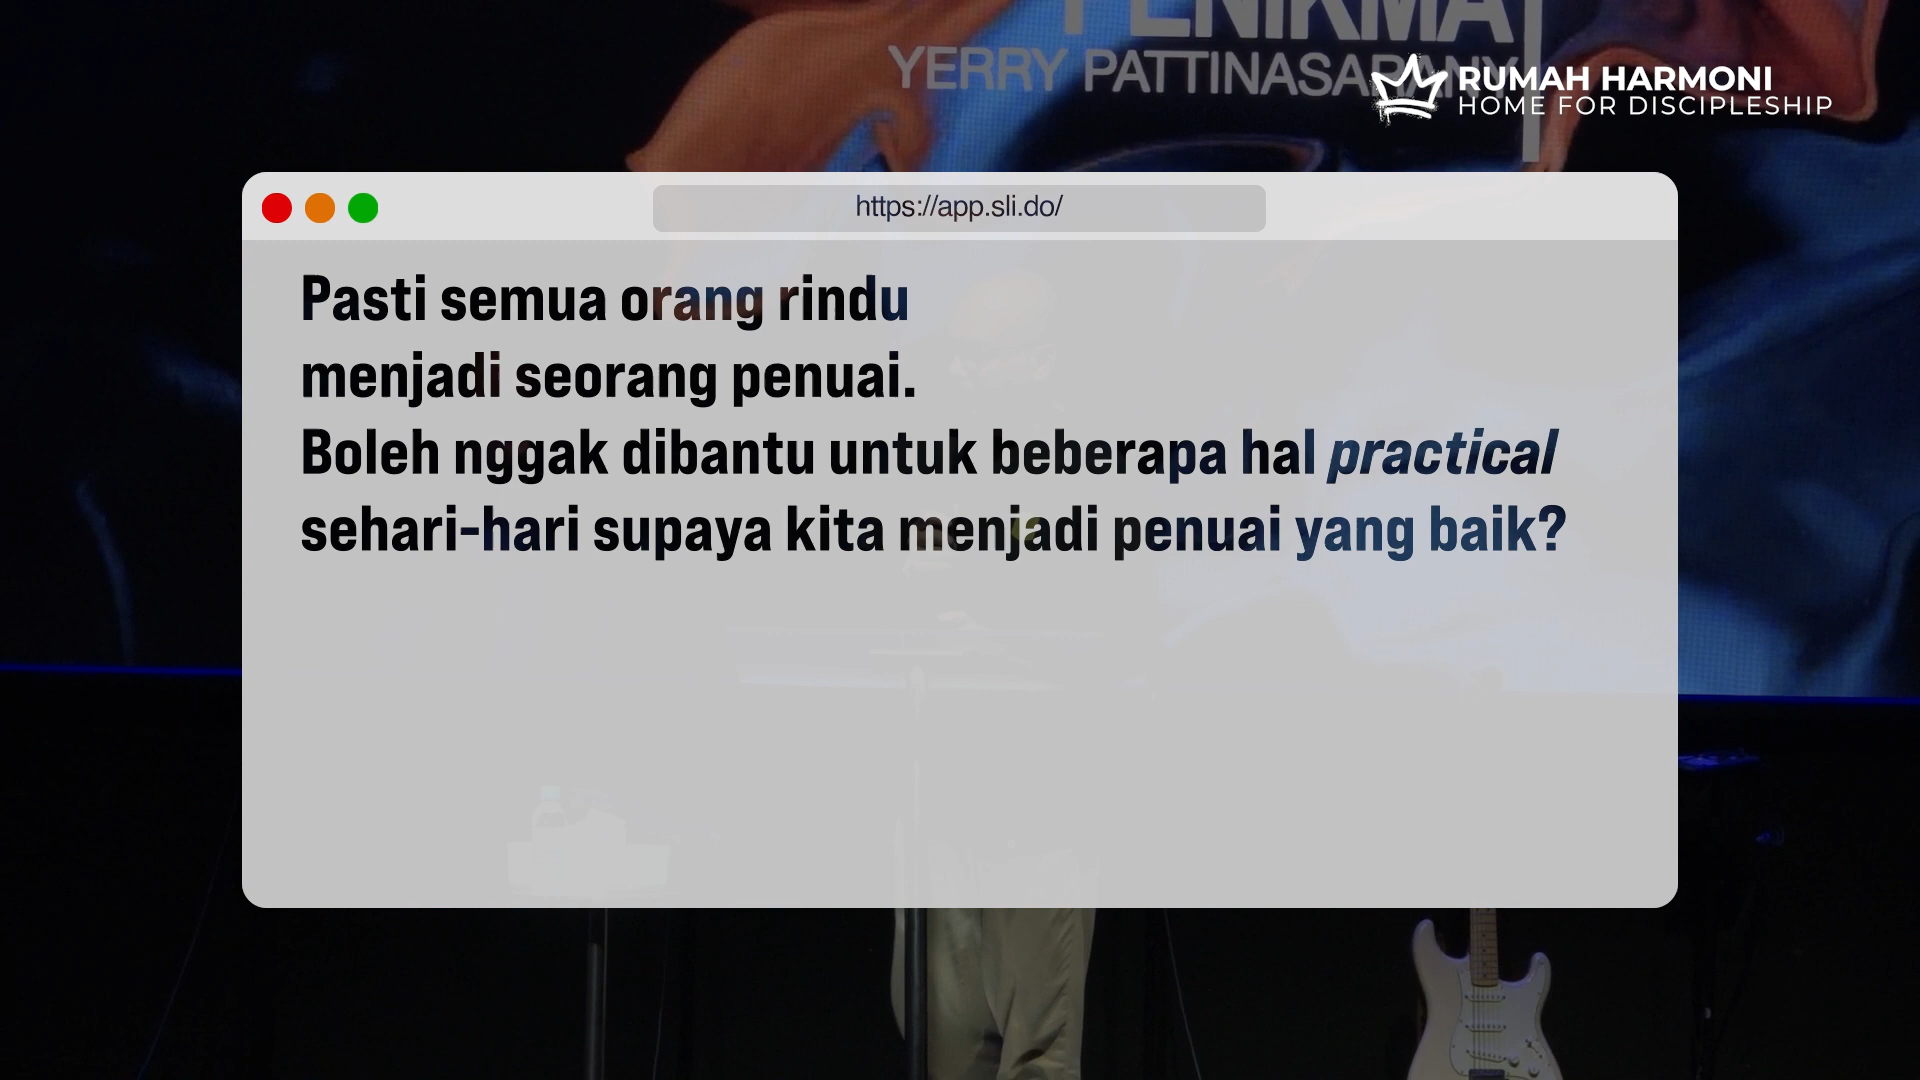 YERRY PATTINASARANY
RUMAH HARMONI
HOME FOR DISCIPLESHIP
https://app.sli.do/
Pasti semua orang rindu
menjadi seorang penuai.
Boleh nggak dibantu untuk beberapa hal practical
sehari-hari supaya kita menjadi penuai yang baik?